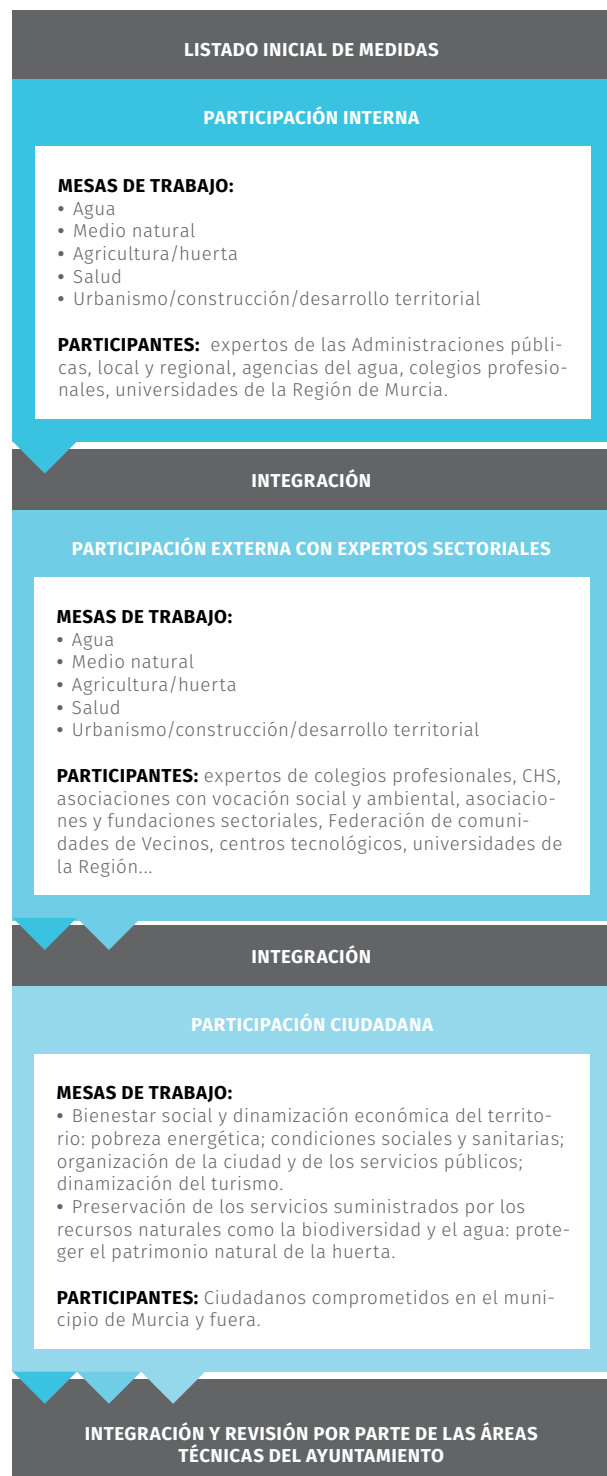 LISTADO INICIAL DE MEDIDAS
PARTICIPACIÓN INTERNA
MESAS DE TRABAJO:
• Agua
• Medio natural
• Agricultura/huerta
• Salud
• Urbanismo/construcción/desarrollo territorial
PARTICIPANTES: expertos de las Administraciones públi-
cas, local y regional, agencias del agua, colegios profesio-
nales, universidades de la Región de Murcia.
INTEGRACIÓN
PARTICIPACIÓN EXTERNA CON EXPERTOS SECTORIALES
MESAS DE TRABAJO:
• Agua
• Medio natural
• Agricultura/huerta
• Salud
• Urbanismo/construcción/desarrollo territorial
PARTICIPANTES: expertos de colegios profesionales, CHS,
asociaciones con vocación social y ambiental, asociacio-
nes y fundaciones sectoriales, Federación de comuni-
dades de Vecinos, centros tecnológicos, universidades de
la Región...
INTEGRACIÓN
PARTICIPACIÓN CIUDADANA
MESAS DE TRABAJO:
• Bienestar social y dinamización económica del territo-
rio: pobreza energética; condiciones sociales y sanitarias;
organización de la ciudad y de los servicios públicos;
dinamización del turismo.
• Preservación de los servicios suministrados por los
recursos naturales como la biodiversidad y el agua: prote-
ger el patrimonio natural de la huerta.
PARTICIPANTES: Ciudadanos comprometidos en el muni-
cipio de Murcia y fuera.
INTEGRACIÓN Y REVISIÓN POR PARTE DE LAS ÁREAS
TÉCNICAS DEL AYUNTAMIENTO